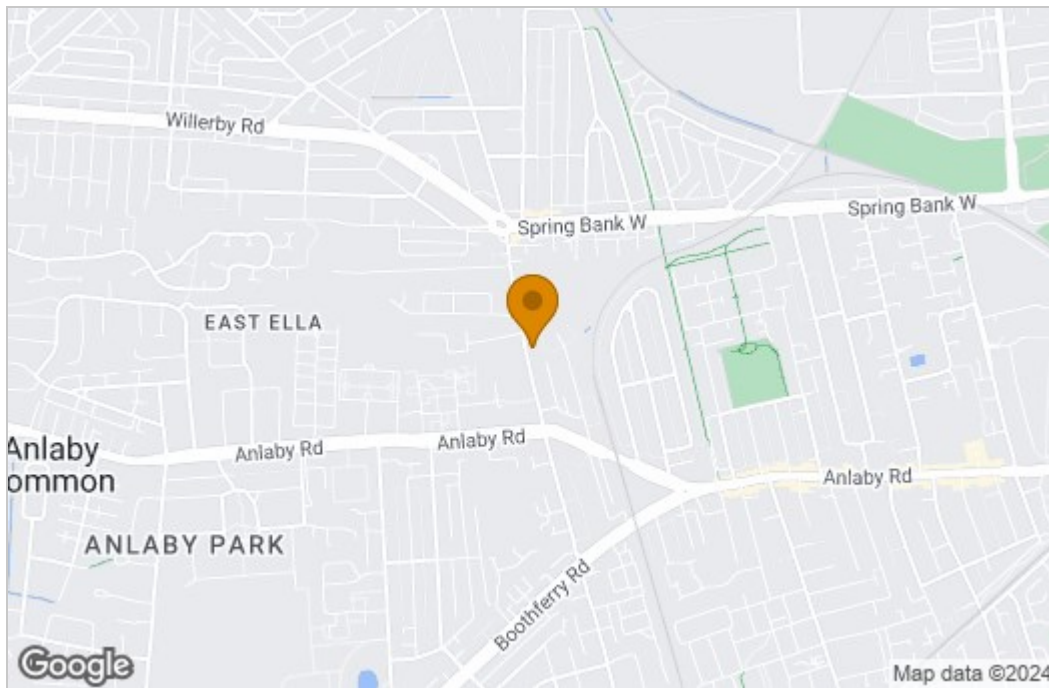 Willerby Rd
Spring Bank W
Spring Bank W
EAST ELLA
Anlaby
ommon
Anlaby Rd
Anlaby Rd
Anlaby Rd
ANLABY PARK
Boothferry Rd
Google
Map data ©2024